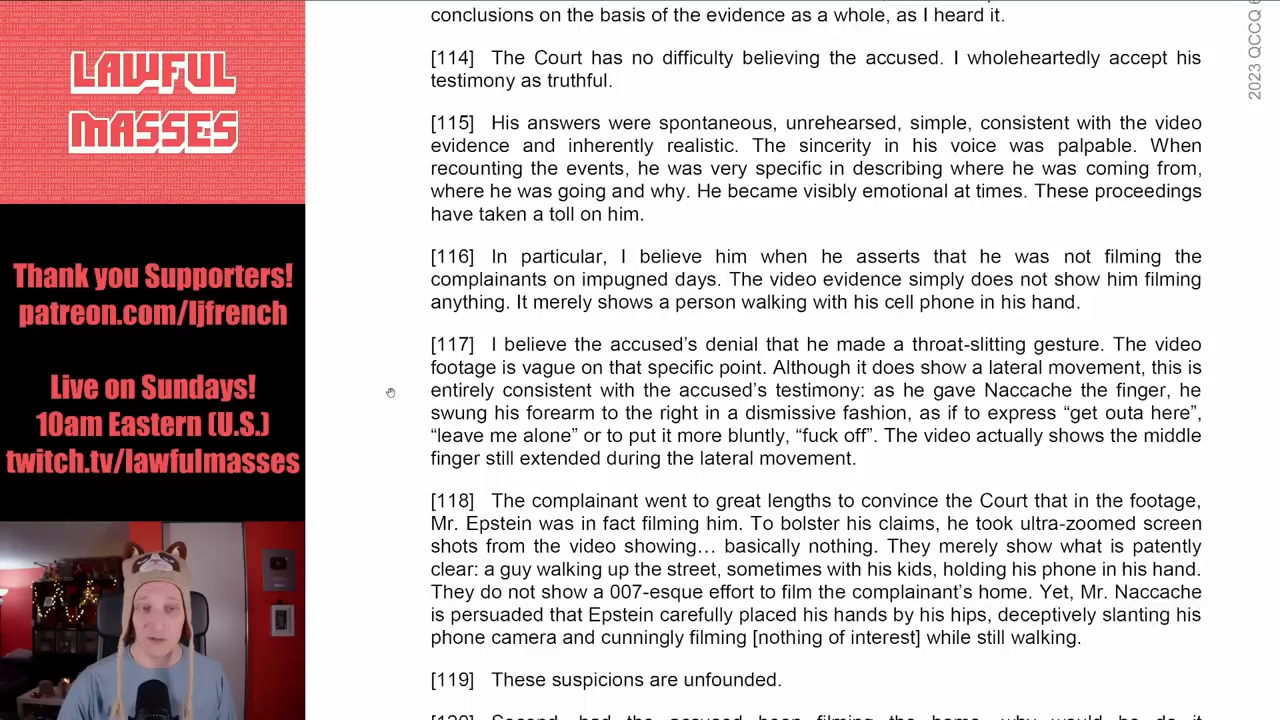 LAWFUL
MASSES
Thank you Supporters!
patreon.com/ljfrench
Live on Sundays!
10am Eastern (U.S.)
twitch.tv/lawfulmasses
conclusions on the basis of the evidence as a whole, as I heard it.
[114] The Court has no difficulty believing the accused. I wholeheartedly accept his
testimony as truthful.
[115] His answers were spontaneous, unrehearsed, simple, consistent with the video
evidence and inherently realistic. The sincerity in his voice was palpable. When
recounting the events, he was very specific in describing where he was coming from,
where he was going and why. He became visibly emotional at times. These proceedings
have taken a toll on him.
[116] In particular, I believe him when he asserts that he was not filming the
complainants on impugned days. The video evidence simply does not show him filming
anything. It merely shows a person walking with his cell phone in his hand.
[117] I believe the accused’s denial that he made a throat-slitting gesture. The video
footage is vague on that specific point. Although it does show a lateral movement, this is
entirely consistent with the accused’s testimony: as he gave Naccache the finger, he
swung his forearm to the right in a dismissive fashion, as if to express “get outa here”,
“leave me alone” or to put it more bluntly, “fuck off”. The video actually shows the middle
finger still extended during the lateral movement.
[118] The complainant went to great lengths to convince the Court that in the footage,
Mr. Epstein was in fact filming him. To bolster his claims, he took ultra-zoomed screen
shots from the video showing… basically nothing. They merely show what is patently
clear: a guy walking up the street, sometimes with his kids, holding his phone in his hand.
They do not show a 007-esque effort to film the complainant’s home. Yet, Mr. Naccache
is persuaded that Epstein carefully placed his hands by his hips, deceptively slanting his
phone camera and cunningly filming [nothing of interest] while still walking.
[119] These suspicions are unfounded.
[120] Second, had the accused been filming the home, why would he do it
2023 QCCQ